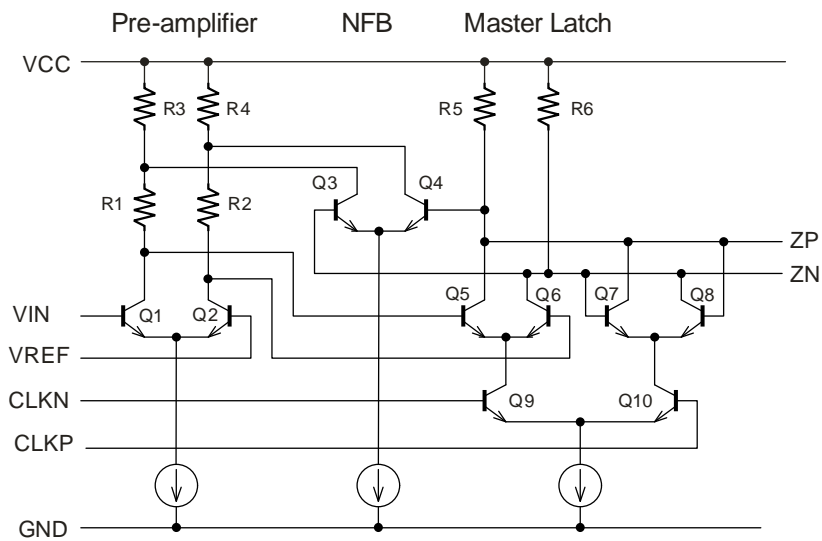 Pre-amplifier NFB Master Latch
VCC
R3 R4 R5 R6
Q3 Q4
R1 R2
ZP
ZN
Q5 Q6 Q7 Q8
VIN Q1 Q2
VREF
CLKN Q9 Q10
CLKP
GND